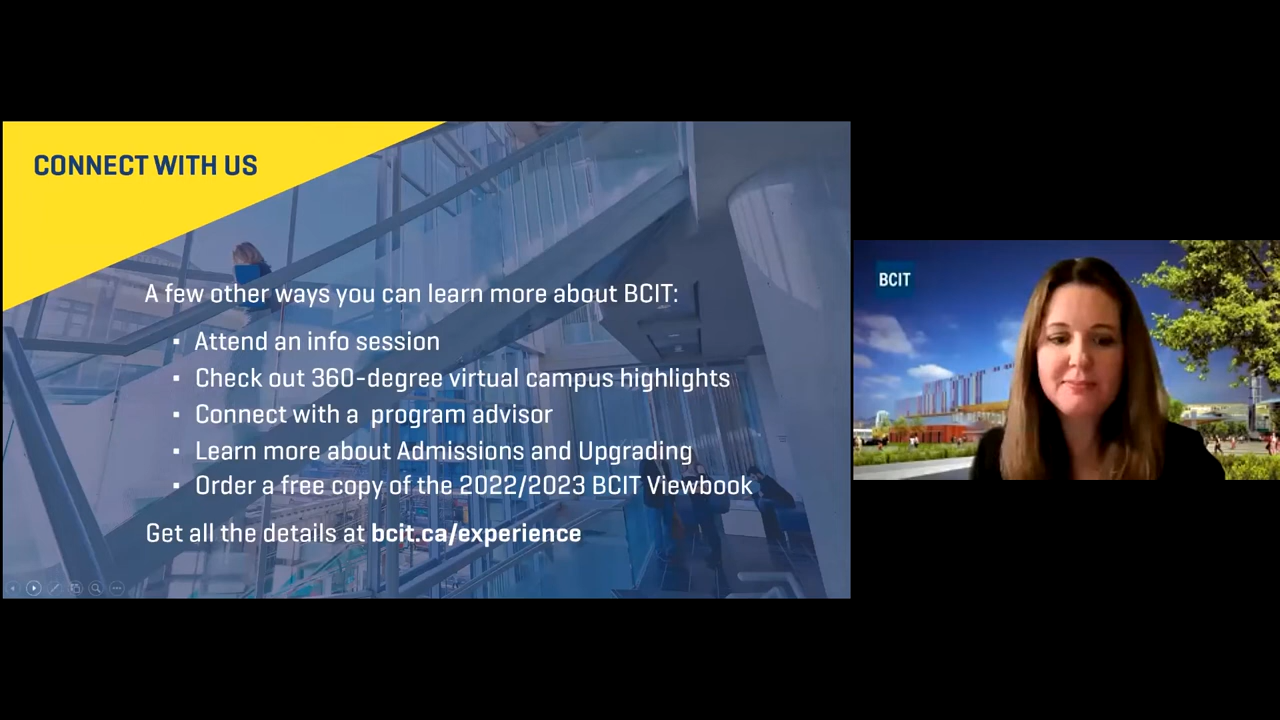 CONNECT WITH US
A few other ways you can learn more about BCIT:
▪ Attend an info session
▪ Check out 360-degree virtual campus highlights
▪ Connect with a  program advisor
▪ Learn more about Admissions and Upgrading
▪ Order a free copy of the 2022/2023 BCIT Viewbook
Get all the details at bcit.ca/experience
BCIT